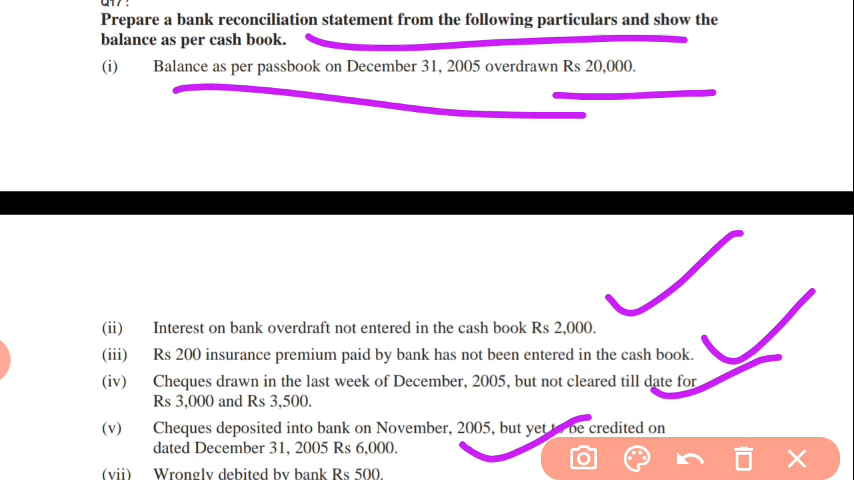 Q17 :
Prepare a bank reconciliation statement from the following particulars and show the
balance as per cash book.
(i) Balance as per passbook on December 31, 2005 overdrawn Rs 20,000.
(ii) Interest on bank overdraft not entered in the cash book Rs 2,000.
(iii) Rs 200 insurance premium paid by bank has not been entered in the cash book.
(iv) Cheques drawn in the last week of December, 2005, but not cleared till date for
Rs 3,000 and Rs 3,500.
(v) Cheques deposited into bank on November, 2005, but yet to be credited on
dated December 31, 2005 Rs 6,000.
(vii) Wrongly debited by bank Rs 500.